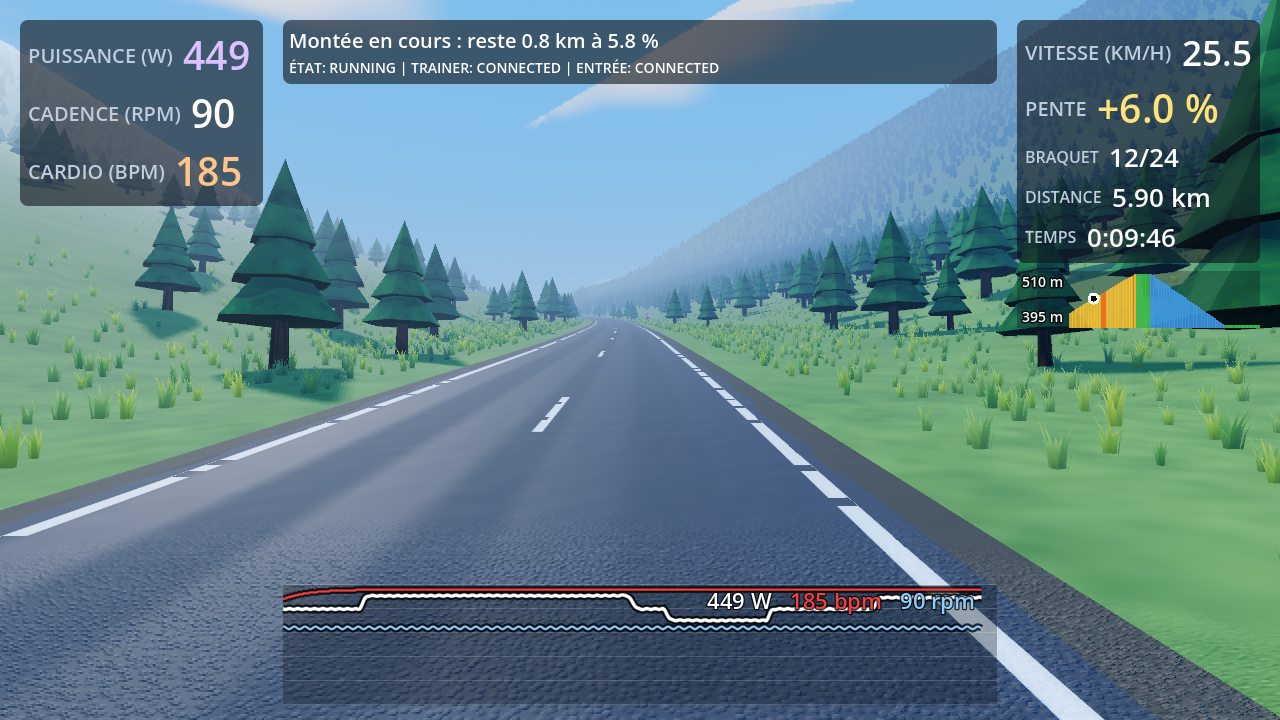 PUISSANCE (W) 449
CADENCE (RPM) 90
CARDIO (BPM) 185
Montée en cours : reste 0.8 km à 5.8 %
ÉTAT: RUNNING | TRAINER: CONNECTED | ENTRÉE: CONNECTED
VITESSE (KM/H) 25.5
PENTE +6.0 %
BRAQUET 12/24
DISTANCE 5.90 km
TEMPS 0:09:46
510 m
395 m
449 W 185 bpm 90 rpm